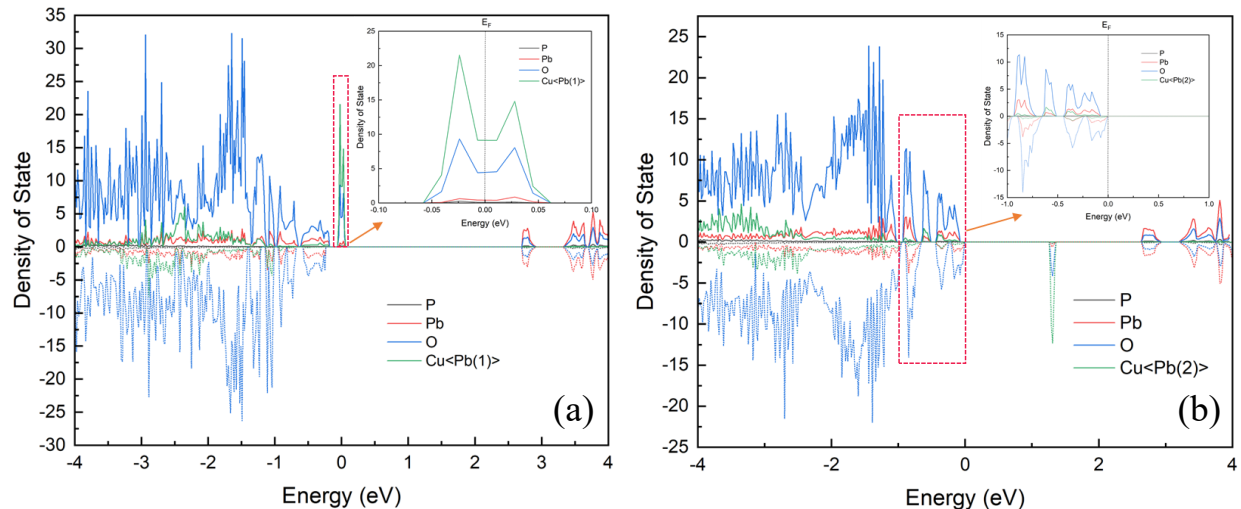 Density of State
35
30
25
20
15
10
5
0
-5
-10
-15
-20
-25
-30
-4
-3
-2
-1
0
1
2
3
4
Energy (eV)
P
Pb
O
Cu<Pb(1)>
(a)
E_F
Density of State
25
20
15
10
5
0
-0.10
-0.05
0.00
0.05
0.10
Energy (eV)
P
Pb
O
Cu<Pb(1)>
Density of State
25
20
15
10
5
0
-5
-10
-15
-20
-25
-4
-2
0
2
4
Energy (eV)
P
Pb
O
Cu<Pb(2)>
(b)
E_F
Density of State
15
10
5
0
-5
-10
-15
-1.0
-0.5
0.0
0.5
1.0
Energy (eV)
P
Pb
O
Cu<Pb(2)>